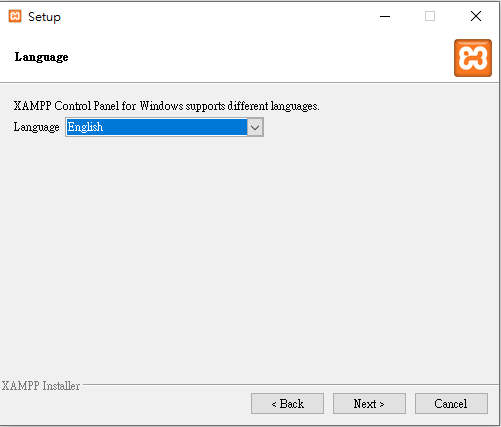 Setup
Language
XAMPP Control Panel for Windows supports different languages.
Language English
XAMPP Installer
< Back Next > Cancel